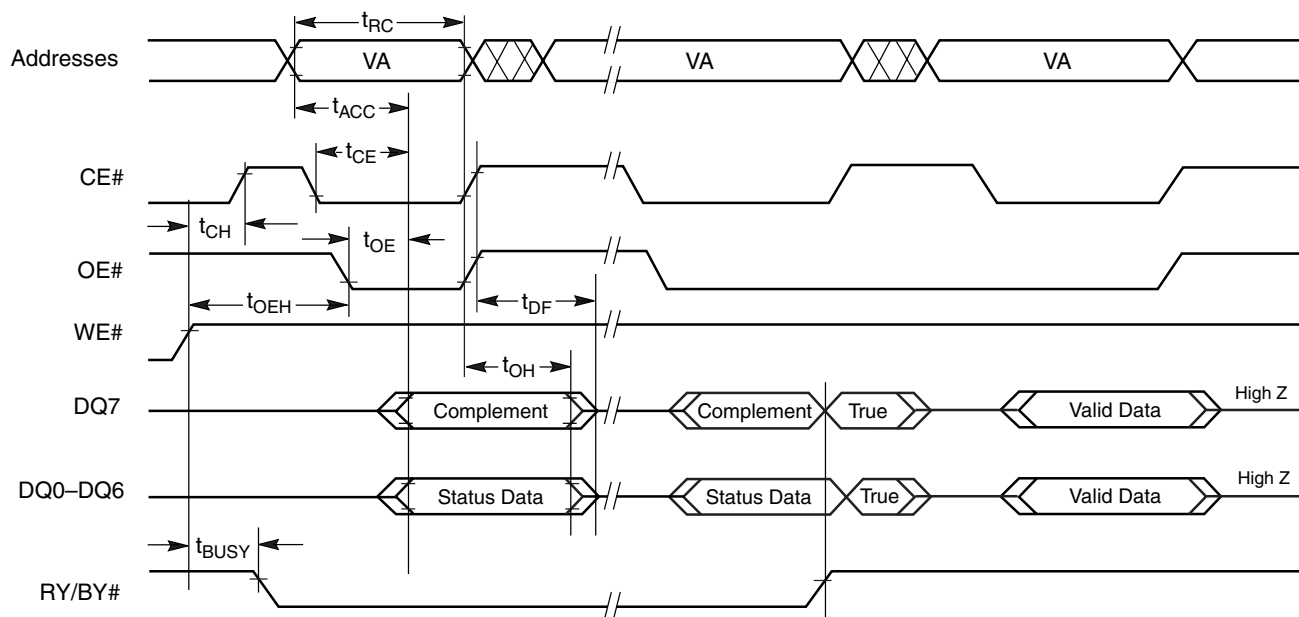 tRC
Addresses VA VA VA
tACC
tCE
CE#
tCH
tOE
OE#
tOEH
tDF
WE#
tOH
DQ7 Complement Complement True Valid Data High Z
DQ0–DQ6 Status Data Status Data True Valid Data High Z
tBUSY
RY/BY#